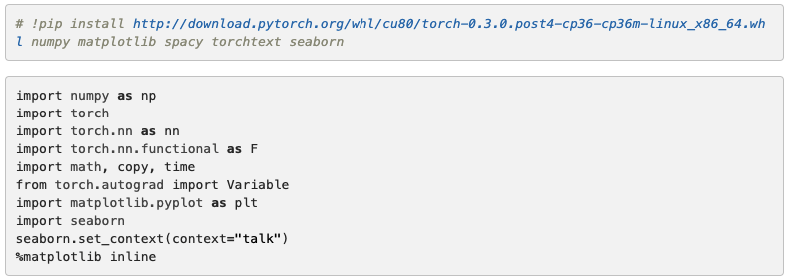 # !pip install http://download.pytorch.org/whl/cu80/torch-0.3.0.post4-cp36-cp36m-linux_x86_64.wh
l numpy matplotlib spacy torchtext seaborn
import numpy as np
import torch
import torch.nn as nn
import torch.nn.functional as F
import math, copy, time
from torch.autograd import Variable
import matplotlib.pyplot as plt
import seaborn
seaborn.set_context(context="talk")
%matplotlib inline